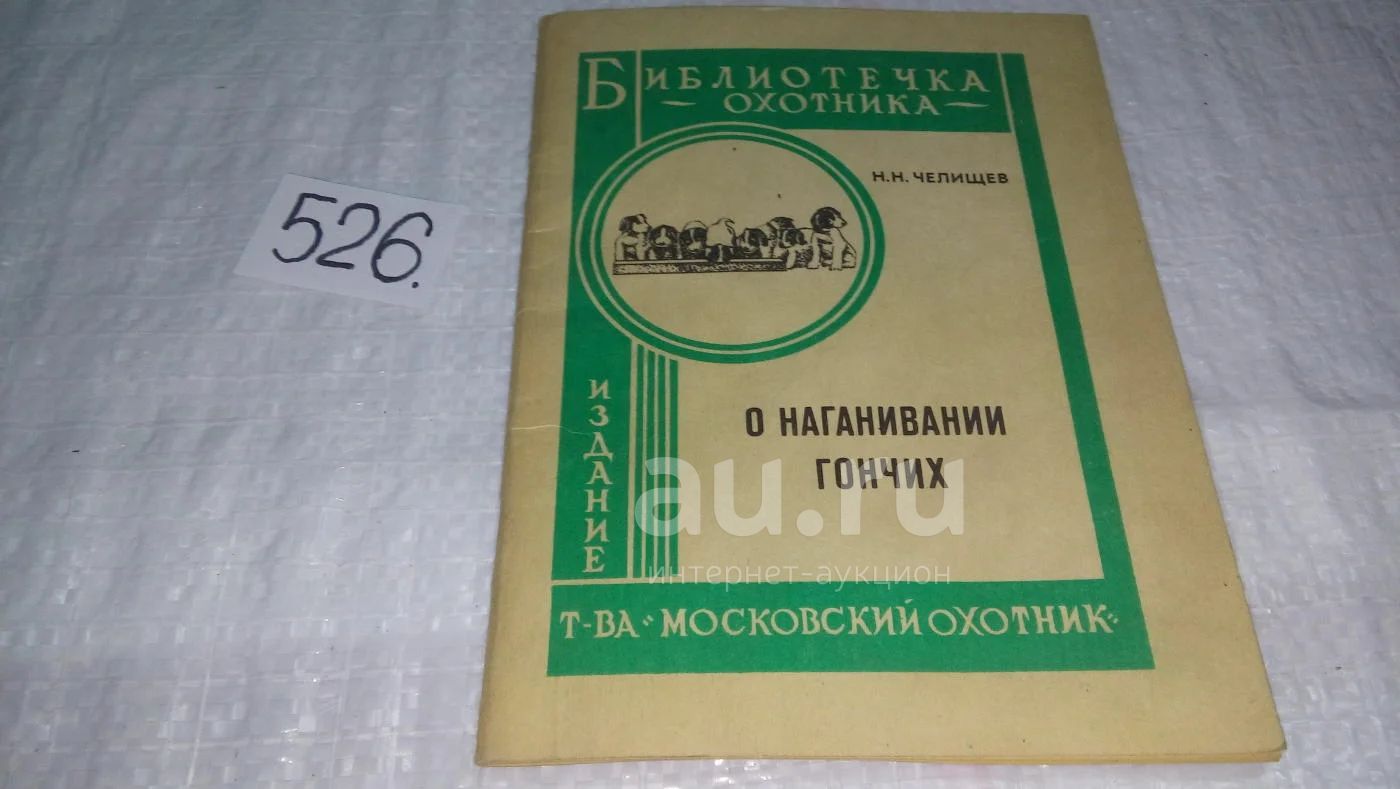 526.
БИБЛИОТЕЧКА
ОХОТНИКА
Н.Н. ЧЕЛИЩЕВ
О НАГАНИВАНИИ
ГОНЧИХ
ИЗДАНИЕ
Т-ВА "МОСКОВСКИЙ ОХОТНИК"
au.ru
интернет-аукцион